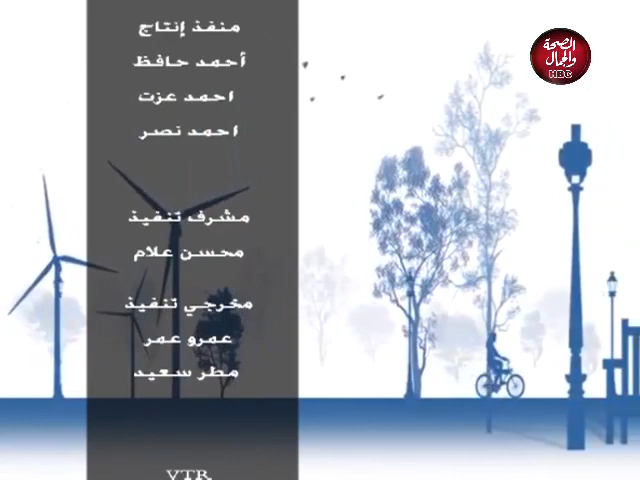 منفذ إنتاج
أحمد حافظ
احمد عزت
احمد نصر
مشرف تنفيذ
محسن علام
مخرجي تنفيذ
عمرو عمر
مطر سعيد
VTR
الصحة
والجمال
HBC